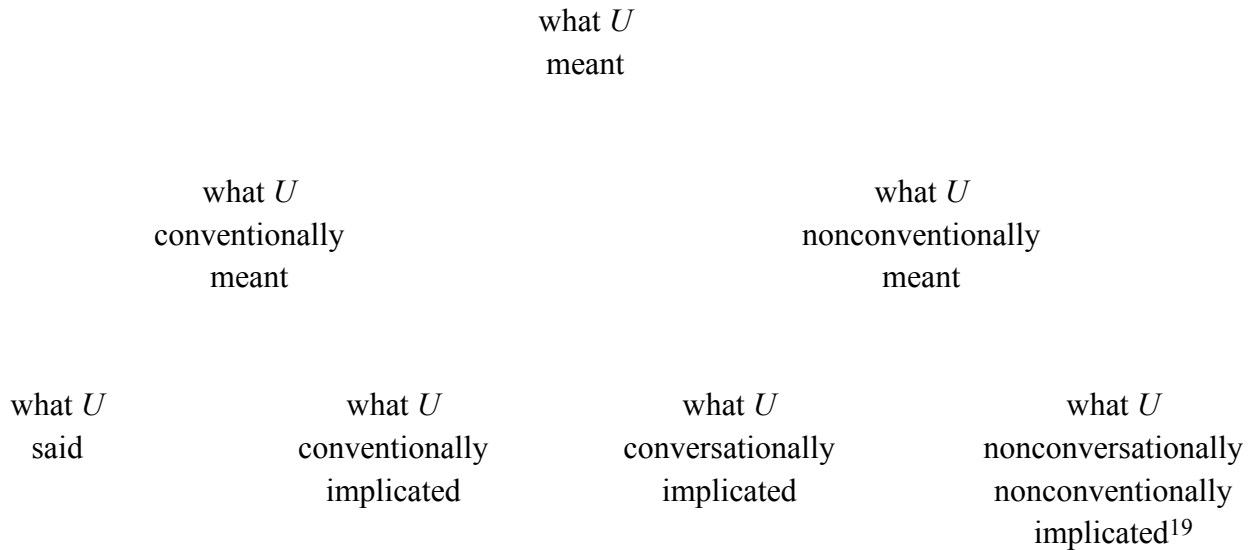 what U
meant
what U
conventionally
meant
what U
nonconventionally
meant
what U
said
what U
conventionally
implicated
what U
conversationally
implicated
what U
nonconversationally
nonconventionally
implicated19